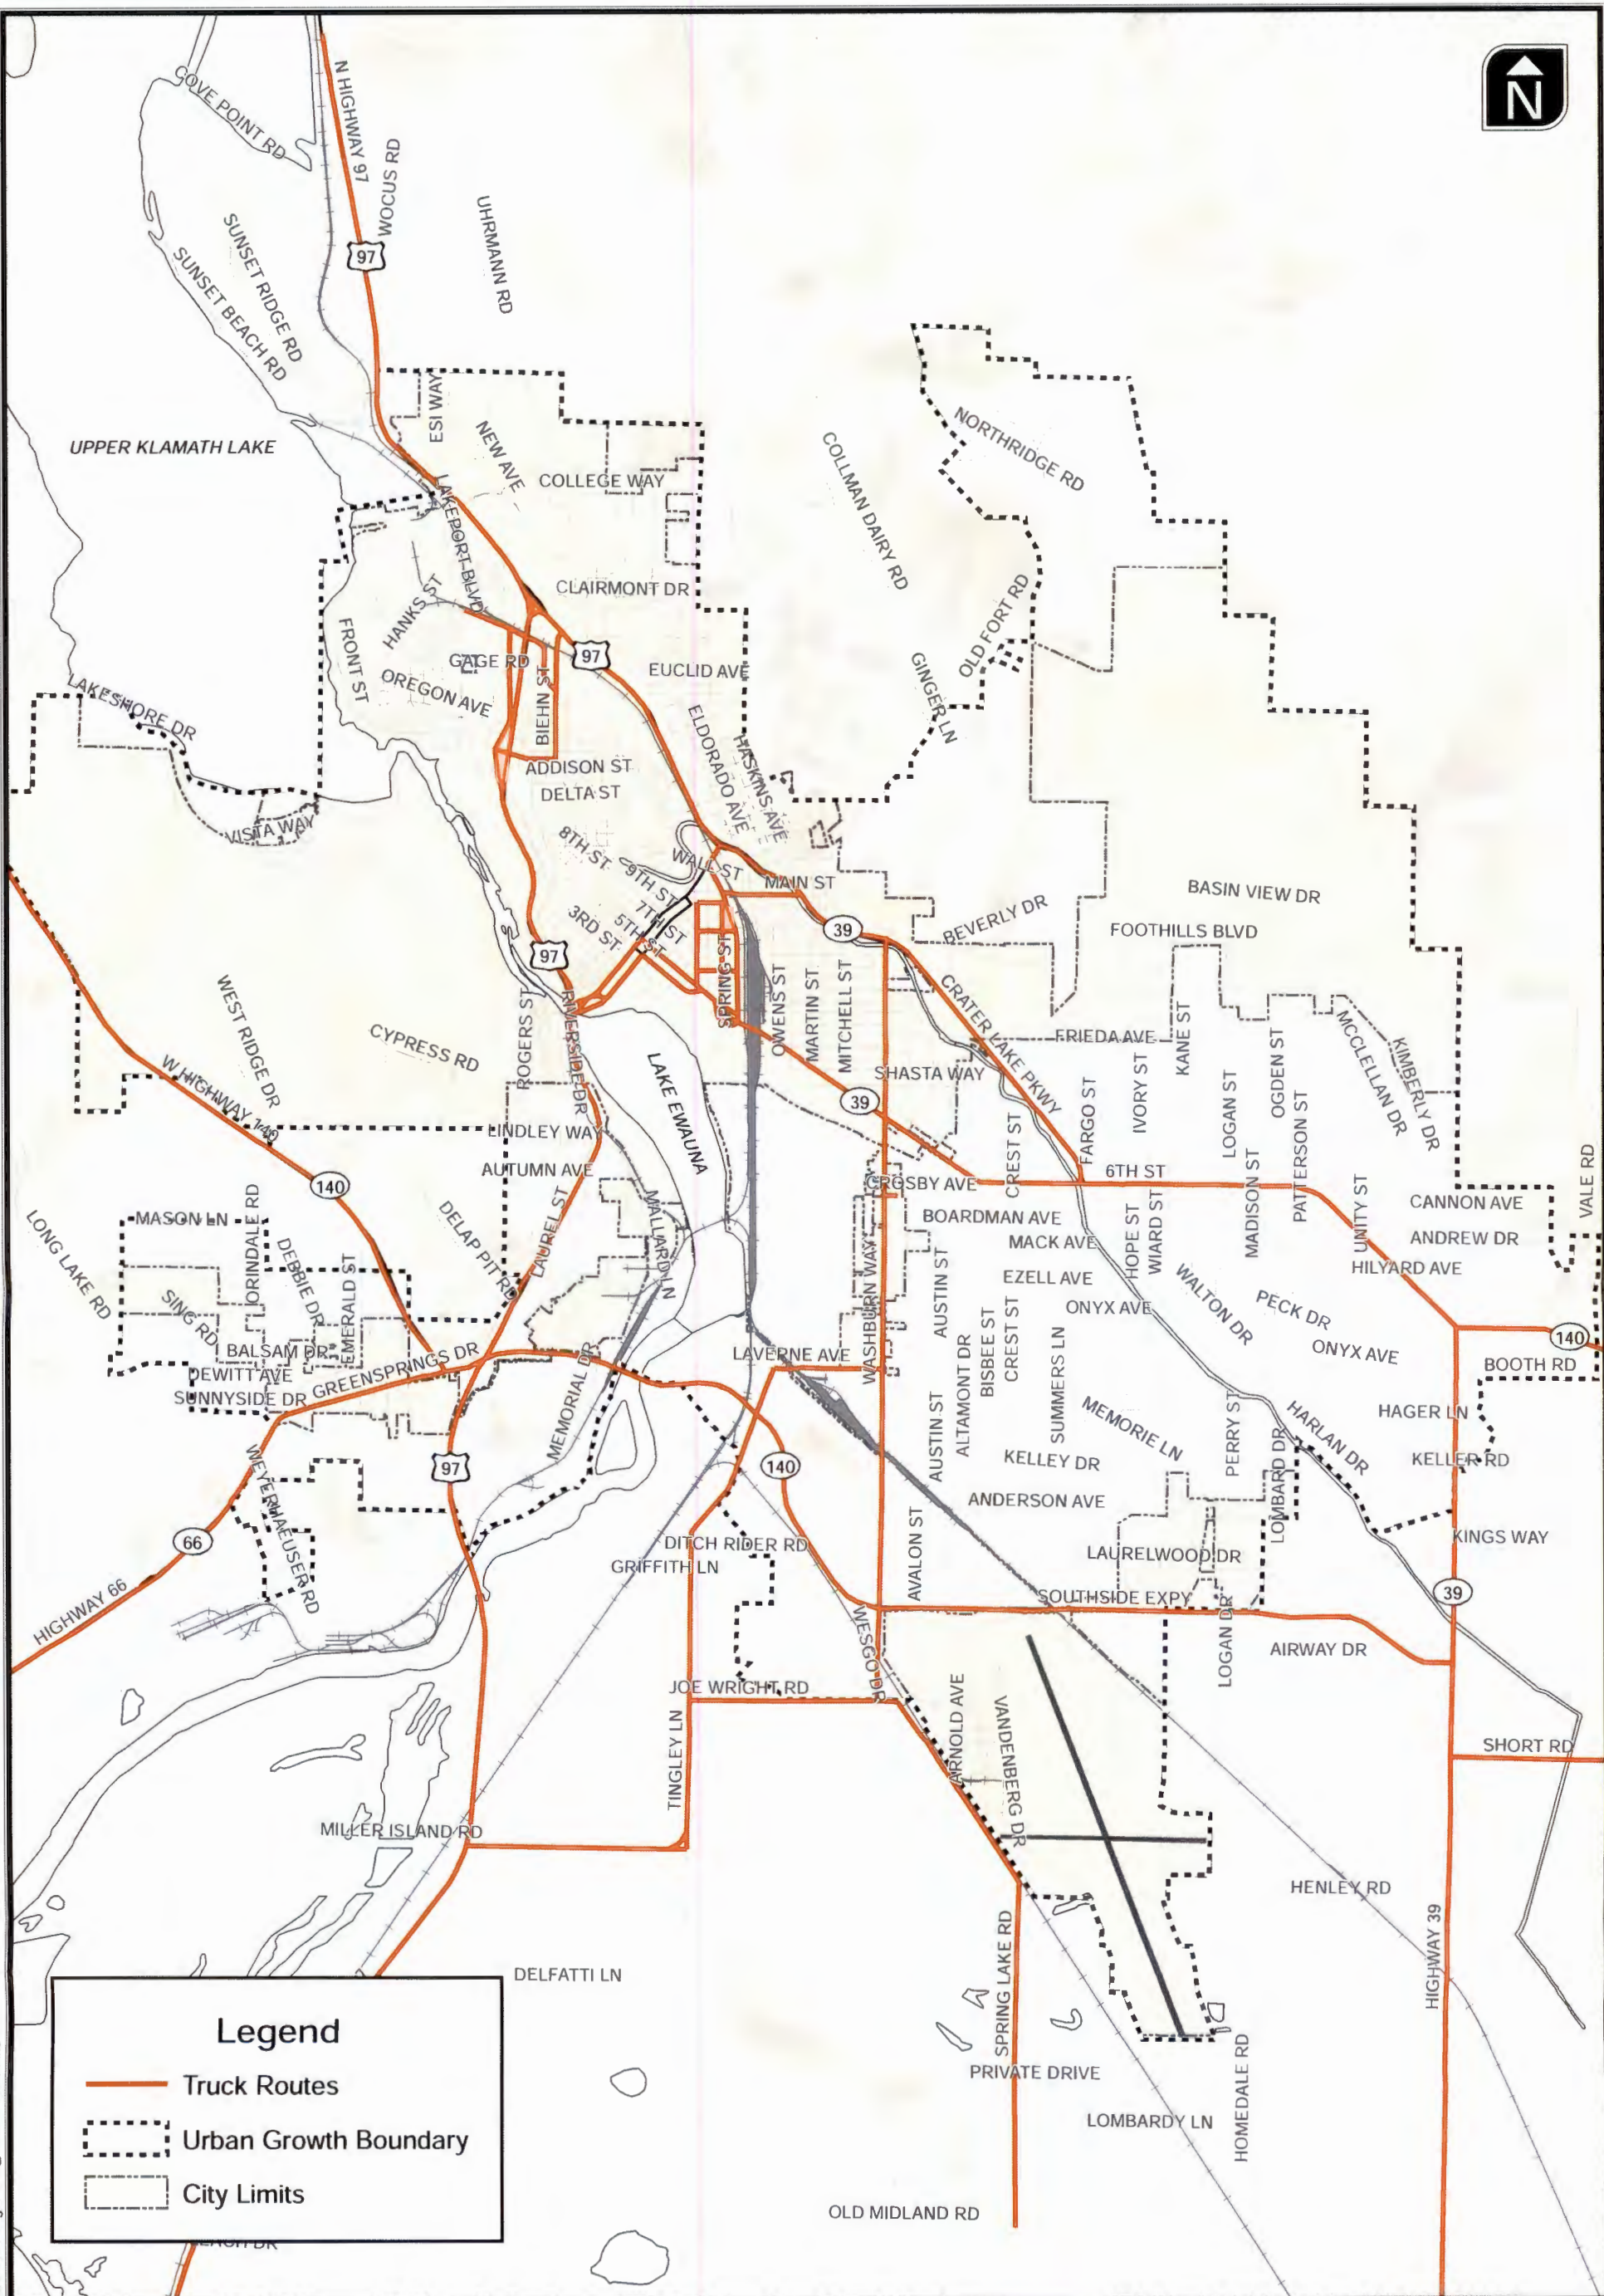 N
COVE POINT RD
N HIGHWAY 97
WOCUS RD
UHRMANN RD
SUNSET RIDGE RD
SUNSET BEACH RD
97
UPPER KLAMATH LAKE
ESI WAY
NEW AVE
COLLEGE WAY
COLLMAN DAIRY RD
NORTHRIDGE RD
LAKEPORT BLVD
CLAIRMONT DR
HANKS ST
FRONT ST
GAGE RD
OREGON AVE
BIEHN ST
97
EUCLID AVE
OLD FORT RD
GINGER LN
LAKESHORE DR
ELDORADO AVE
HASKINS AVE
ADDISON ST
DELTA ST
VISTA WAY
8TH ST
9TH ST
WALL ST
MAIN ST
7TH ST
5TH ST
3RD ST
39
BEVERLY DR
BASIN VIEW DR
FOOTHILLS BLVD
97
SPRING ST
OWENS ST
MARTIN ST
MITCHELL ST
CRATER LAKE PKWY
WEST RIDGE DR
CYPRESS RD
ROGERS ST
RIVERSIDE DR
LAKE EWAUNA
FRIEDA AVE
KANE ST
IVORY ST
MCCLELLAN DR
KIMBERLY DR
OGDEN ST
LOGAN ST
PATTERSON ST
SHASTA WAY
39
W HIGHWAY 140
LINDLEY WAY
AUTUMN AVE
CREST ST
FARGO ST
6TH ST
CROSBY AVE
MADISON ST
UNITY ST
VALE RD
140
CANNON AVE
BOARDMAN AVE
MACK AVE
HOPE ST
WIARD ST
ANDREW DR
HILYARD AVE
MASON LN
ORINDALE RD
LONG LAKE RD
DEBBIE DR
EMERALD ST
SING RD
DELAP PIT RD
LAUREL ST
MALLARD LN
WASHBURN WAY
AUSTIN ST
EZELL AVE
ONYX AVE
WALTON DR
PECK DR
ONYX AVE
140
BOOTH RD
BALSAM DR
DEWITT AVE
SUNNYSIDE DR
GREENSPRINGS DR
LAVERNE AVE
BISBEE ST
CREST ST
ALTAMONT DR
SUMMERS LN
MEMORIAL DR
AUSTIN ST
MEMORIE LN
PERRY ST
HARLAN DR
HAGER LN
KELLER RD
WEYERHAEUSER RD
97
140
KELLEY DR
ANDERSON AVE
LOMBARD DR
KINGS WAY
66
HIGHWAY 66
DITCH RIDER RD
GRIFFITH LN
AVALON ST
LAURELWOOD DR
SOUTHSIDE EXPY
39
WESGO DR
LOGAN DR
AIRWAY DR
JOE WRIGHT RD
TINGLEY LN
ARNOLD AVE
VANDENBERG DR
SHORT RD
MILLER ISLAND RD
HENLEY RD
HIGHWAY 39
DELFATTI LN
SPRING LAKE RD
PRIVATE DRIVE
LOMBARDY LN
HOMEDALE RD
OLD MIDLAND RD
Legend
Truck Routes
Urban Growth Boundary
City Limits